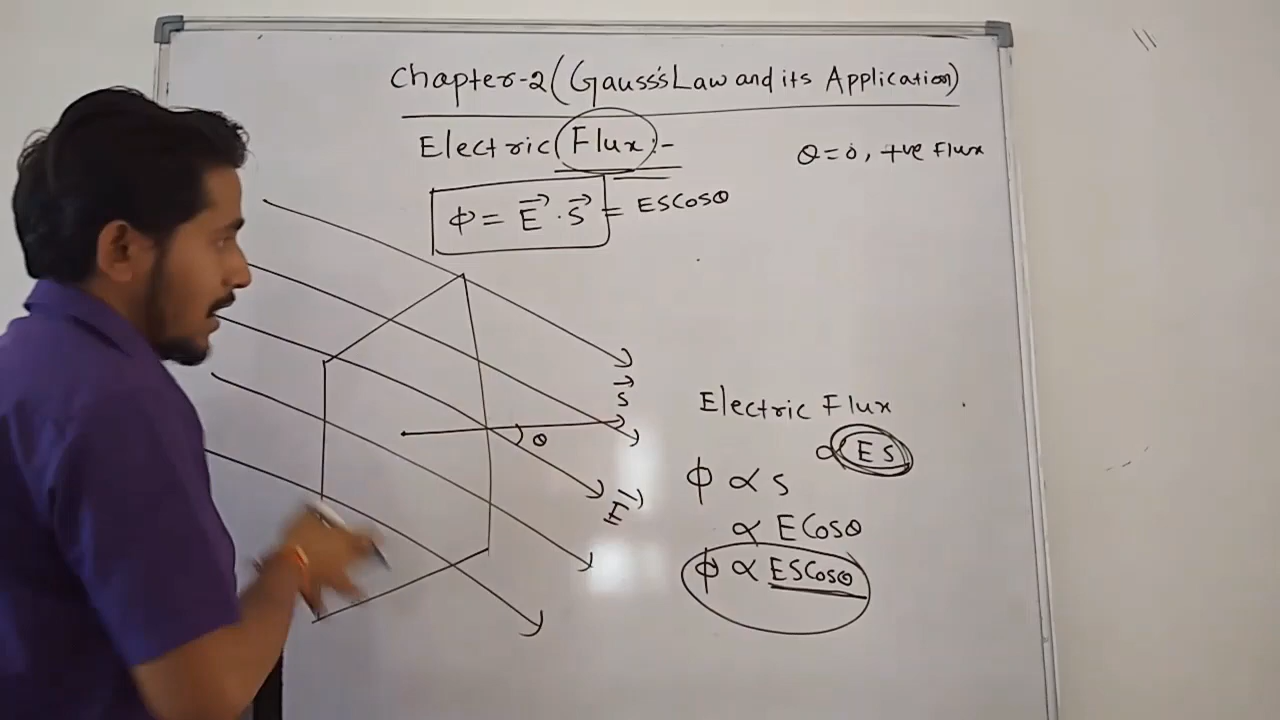 Chapter-2 (Gauss's Law and its Application)
Electric Flux :-
θ = 0, +ve Flux
ϕ = E⃗ · S⃗ = ESCosθ
S⃗
θ
E⃗
Electric Flux
∝ ES
ϕ ∝ S
∝ ECosθ
ϕ ∝ ESCosθ